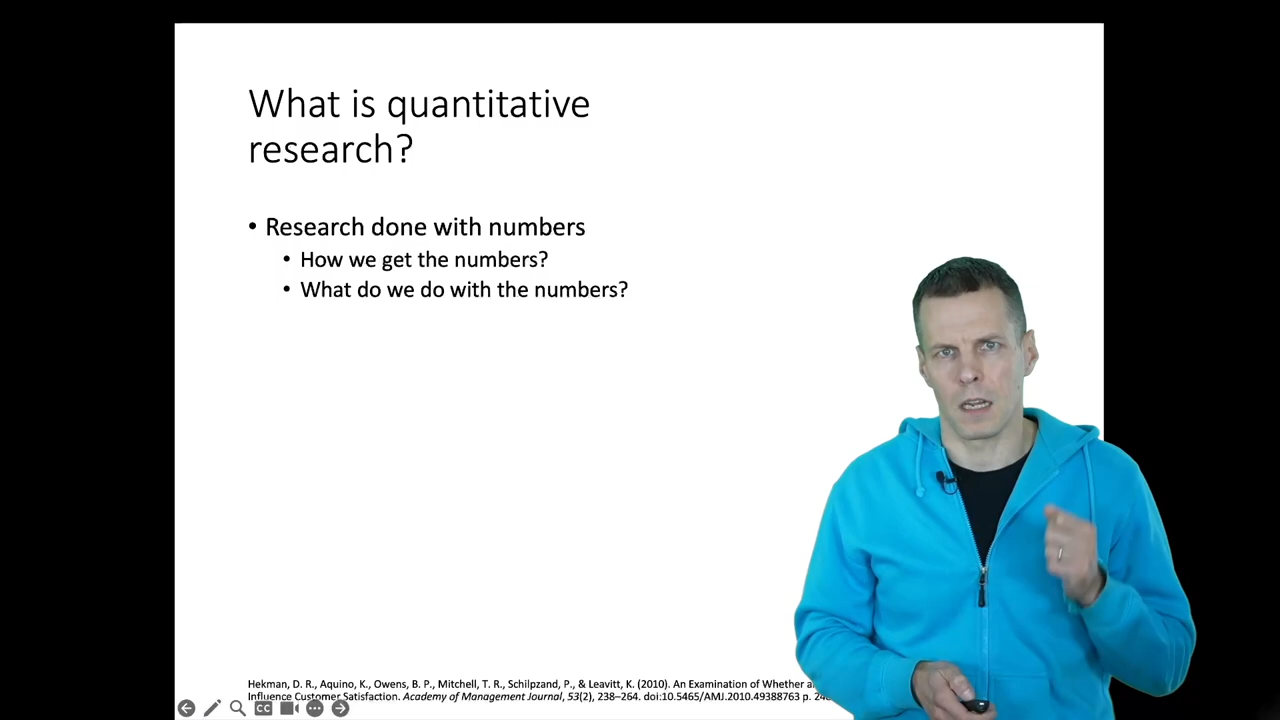 What is quantitative
research?
• Research done with numbers
• How we get the numbers?
• What do we do with the numbers?
Hekman, D. R., Aquino, K., Owens, B. P., Mitchell, T. R., Schilpzand, P., & Leavitt, K. (2010). An Examination of Whether
Influence Customer Satisfaction. Academy of Management Journal, 53(2), 238–264. doi:10.5465/AMJ.2010.49388763 p.
CC